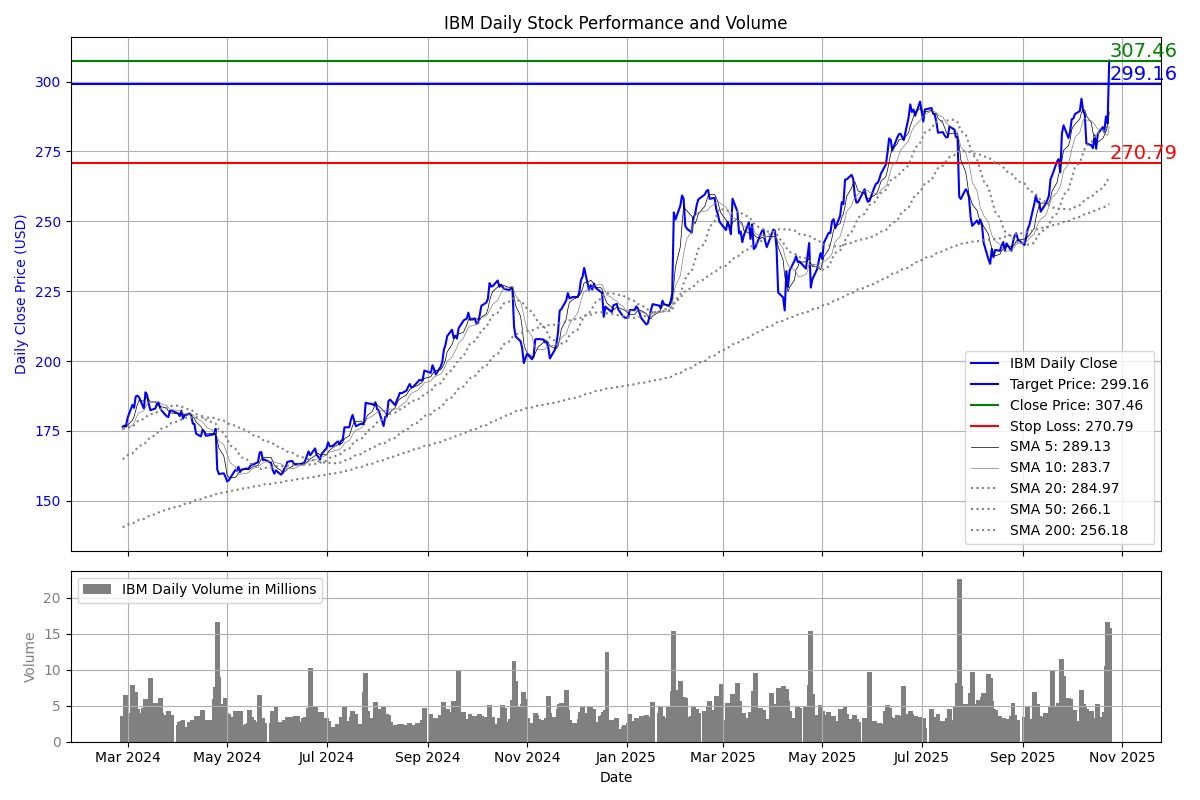 IBM Daily Stock Performance and Volume
307.46
299.16
270.79
300
275
250
225
200
175
150
Daily Close Price (USD)
IBM Daily Close
Target Price: 299.16
Close Price: 307.46
Stop Loss: 270.79
SMA 5: 289.13
SMA 10: 283.7
SMA 20: 284.97
SMA 50: 266.1
SMA 200: 256.18
IBM Daily Volume in Millions
20
15
10
5
0
Volume
Mar 2024 May 2024 Jul 2024 Sep 2024 Nov 2024 Jan 2025 Mar 2025 May 2025 Jul 2025 Sep 2025 Nov 2025
Date